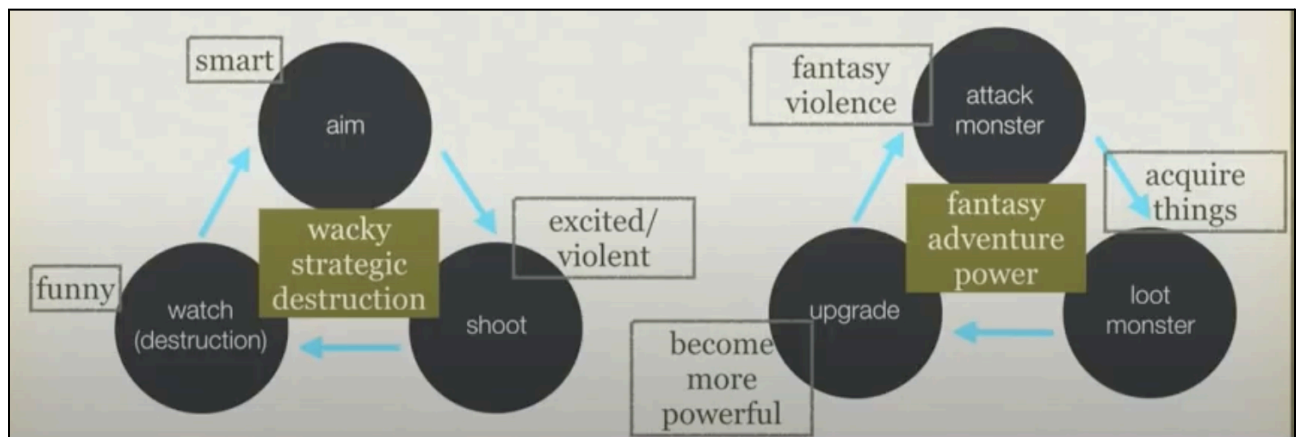 smart
aim
excited/
violent
shoot
watch
(destruction)
funny
wacky
strategic
destruction
fantasy
violence
attack
monster
acquire
things
loot
monster
upgrade
become
more
powerful
fantasy
adventure
power